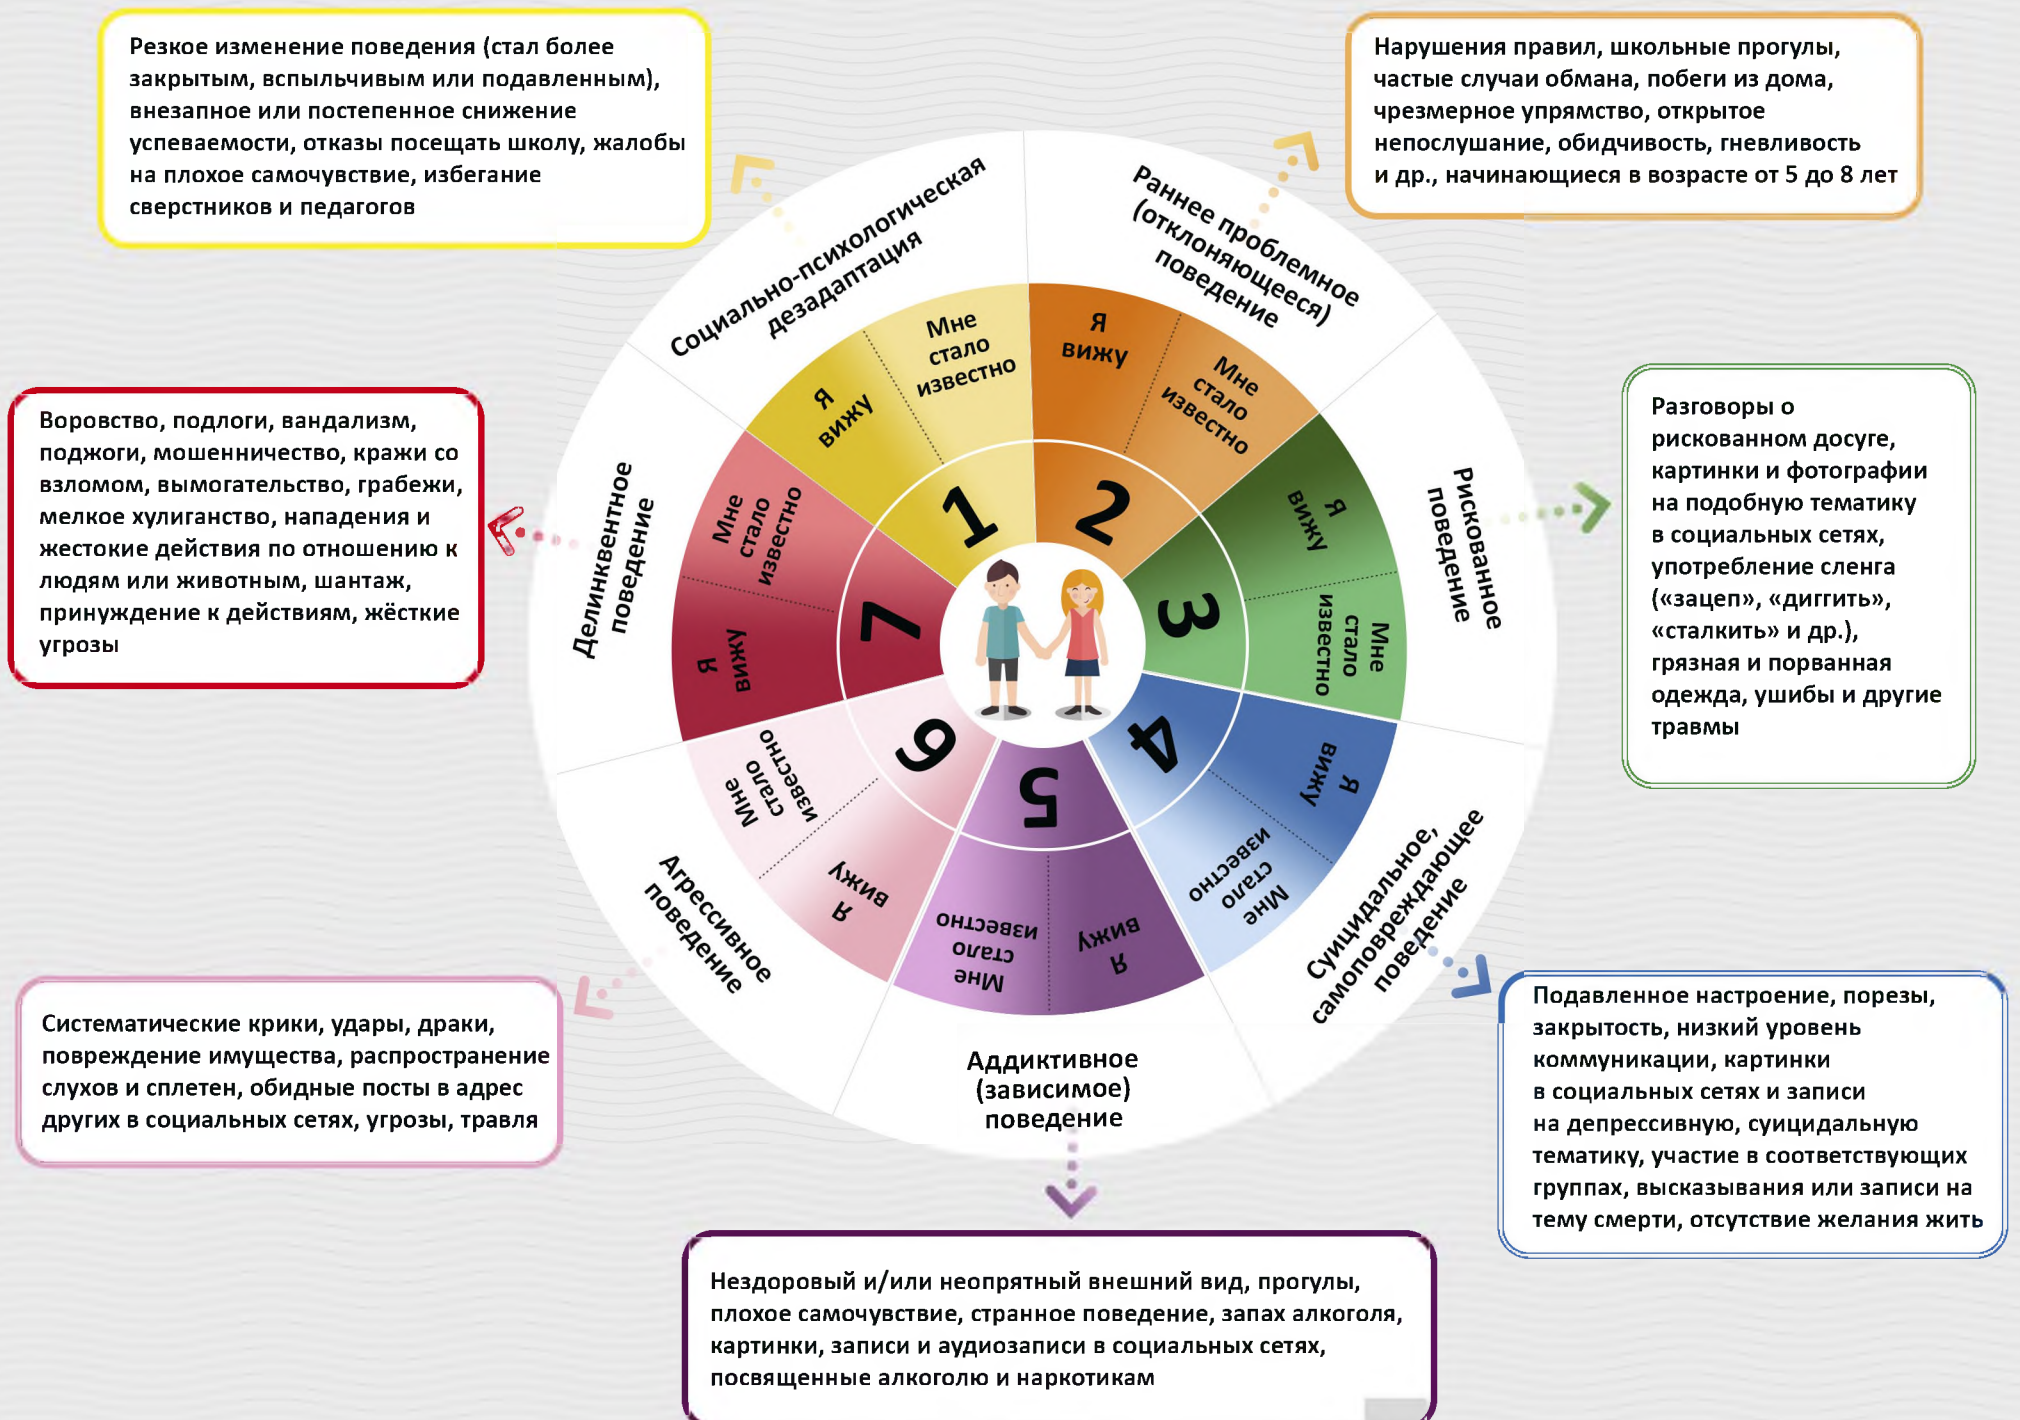 Резкое изменение поведения (стал более
закрытым, вспыльчивым или подавленным),
внезапное или постепенное снижение
успеваемости, отказы посещать школу, жалобы
на плохое самочувствие, избегание
сверстников и педагогов
Нарушения правил, школьные прогулы,
частые случаи обмана, побеги из дома,
чрезмерное упрямство, открытое
непослушание, обидчивость, гневливость
и др., начинающиеся в возрасте от 5 до 8 лет
Социально-психологическая
дезадаптация
Я
вижу
Мне
стало
известно
1
Раннее проблемное
(отклоняющееся)
поведение
Я
вижу
Мне
стало
известно
2
Рискованное
поведение
Я
вижу
Мне
стало
известно
3
Разговоры о
рискованном досуге,
картинки и фотографии
на подобную тематику
в социальных сетях,
употребление сленга
(«зацеп», «диггить»,
«сталкить» и др.),
грязная и порванная
одежда, ушибы и другие
травмы
Суицидальное,
самоповреждающее
поведение
Я
вижу
Мне
стало
известно
4
Подавленное настроение, порезы,
закрытость, низкий уровень
коммуникации, картинки
в социальных сетях и записи
на депрессивную, суицидальную
тематику, участие в соответствующих
группах, высказывания или записи на
тему смерти, отсутствие желания жить
5
Я
вижу
Мне
стало
известно
Аддиктивное
(зависимое)
поведение
Нездоровый и/или неопрятный внешний вид, прогулы,
плохое самочувствие, странное поведение, запах алкоголя,
картинки, записи и аудиозаписи в социальных сетях,
посвященные алкоголю и наркотикам
6
Я
вижу
Мне
стало
известно
Агрессивное
поведение
Систематические крики, удары, драки,
повреждение имущества, распространение
слухов и сплетен, обидные посты в адрес
других в социальных сетях, угрозы, травля
7
Я
вижу
Мне
стало
известно
Делинквентное
поведение
Воровство, подлоги, вандализм,
поджоги, мошенничество, кражи со
взломом, вымогательство, грабежи,
мелкое хулиганство, нападения и
жестокие действия по отношению к
людям или животным, шантаж,
принуждение к действиям, жёсткие
угрозы